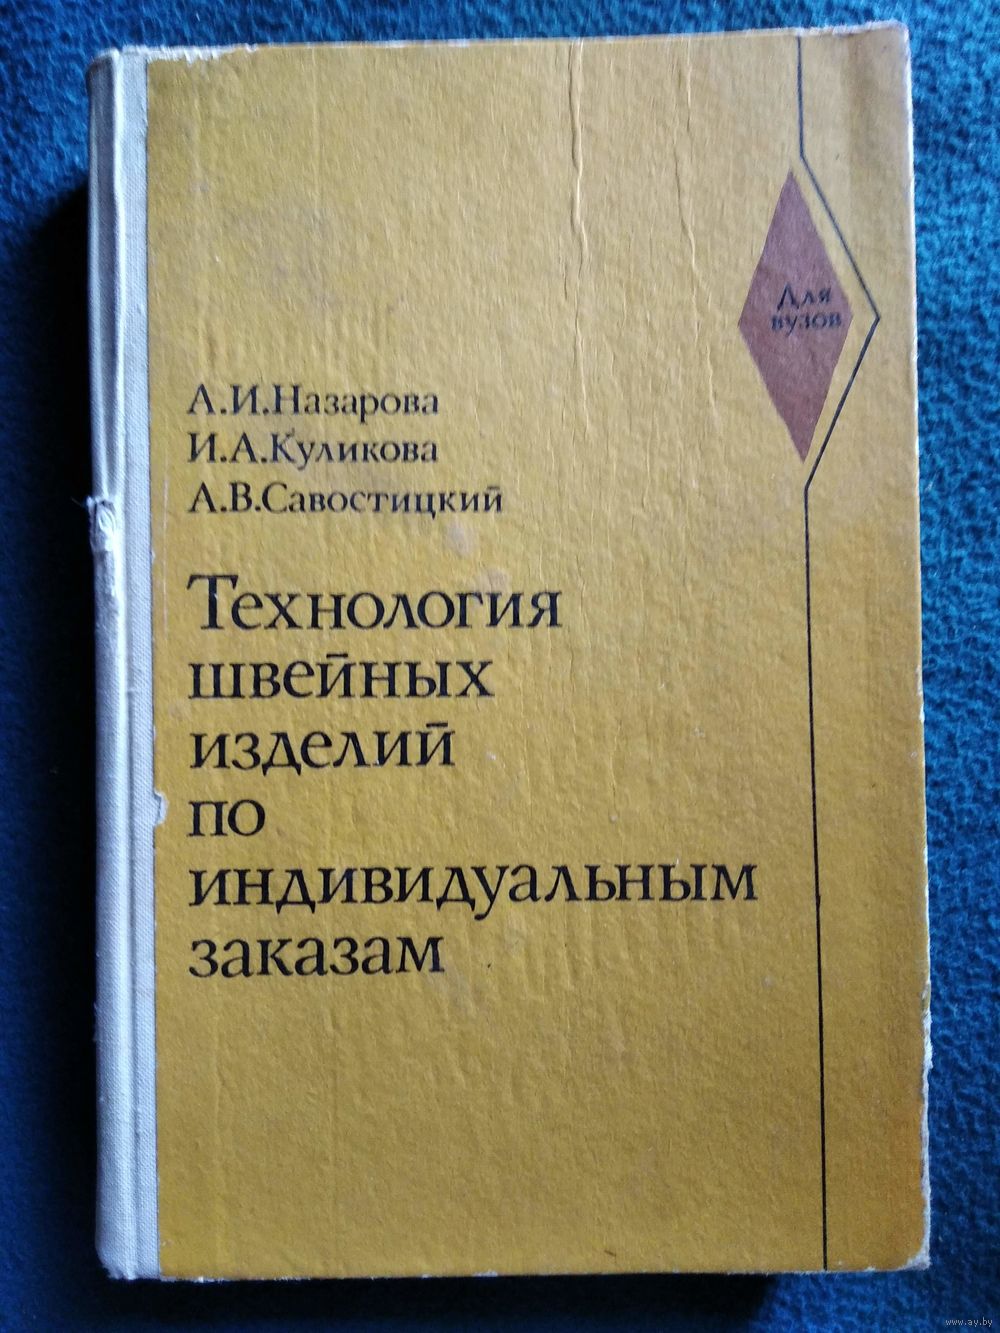 Для
вузов
А.И.Назарова
И.А.Куликова
А.В.Савостицкий
Технология
швейных
изделий
по
индивидуальным
заказам
www.ay.by